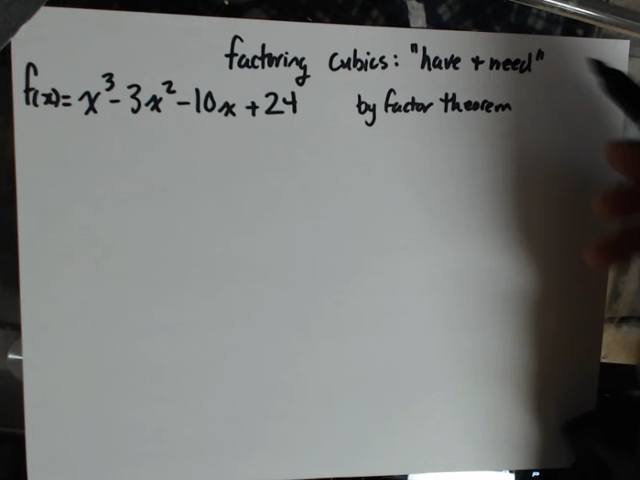 factoring cubics: "have + need"
f(x) = x³ - 3x² - 10x + 24
by factor theorem